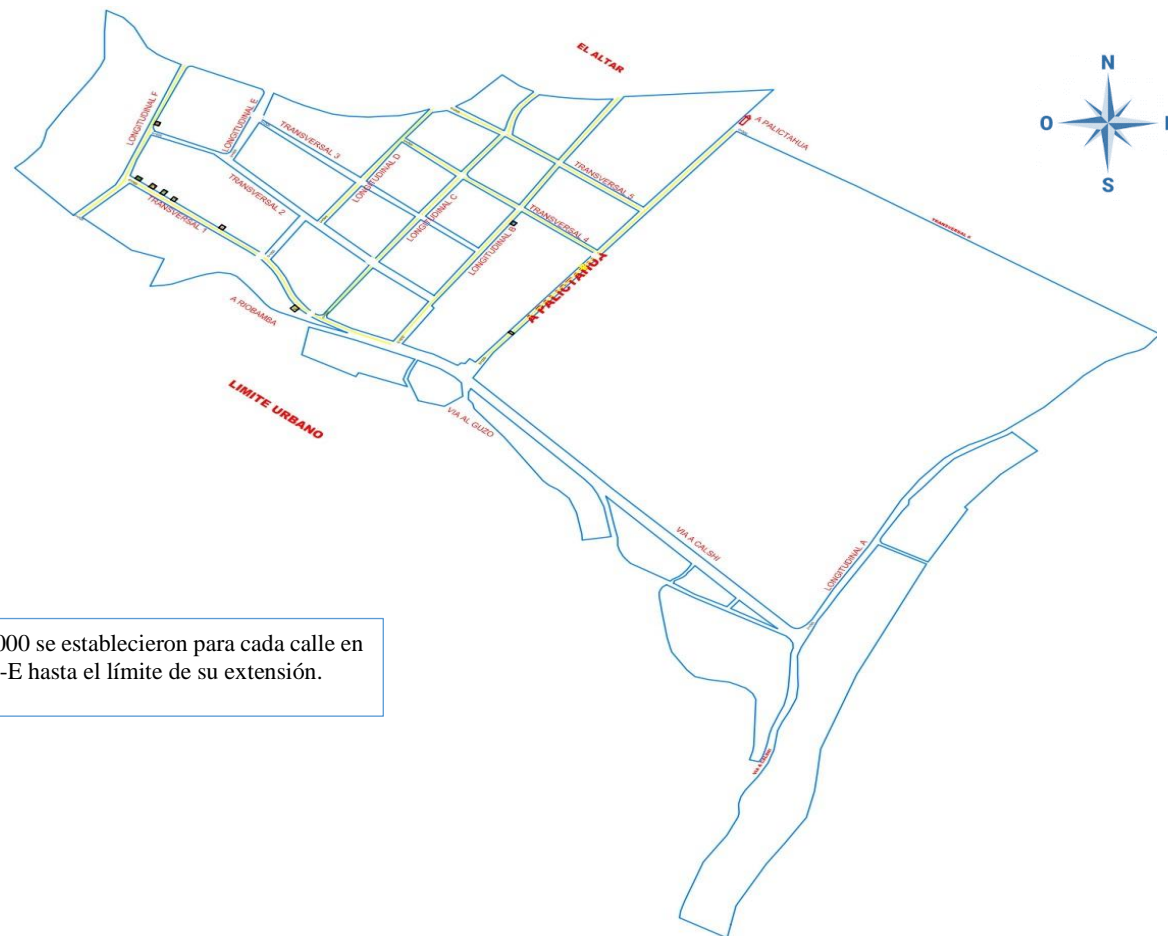 EL ALTAR
N
O
S
A PALICTAHUA
LONGITUDINAL F
LONGITUDINAL E
TRANSVERSAL 3
LONGITUDINAL D
TRANSVERSAL 5
TRANSVERSAL 2
TRANSVERSAL 1
LONGITUDINAL C
TRANSVERSAL 4
LONGITUDINAL B
A PALICTAHUA
A RIOBAMBA
LIMITE URBANO
VIA AL GUZO
VIA A CALSHI
LONGITUDINAL A
000 se establecieron para cada calle en
-E hasta el límite de su extensión.